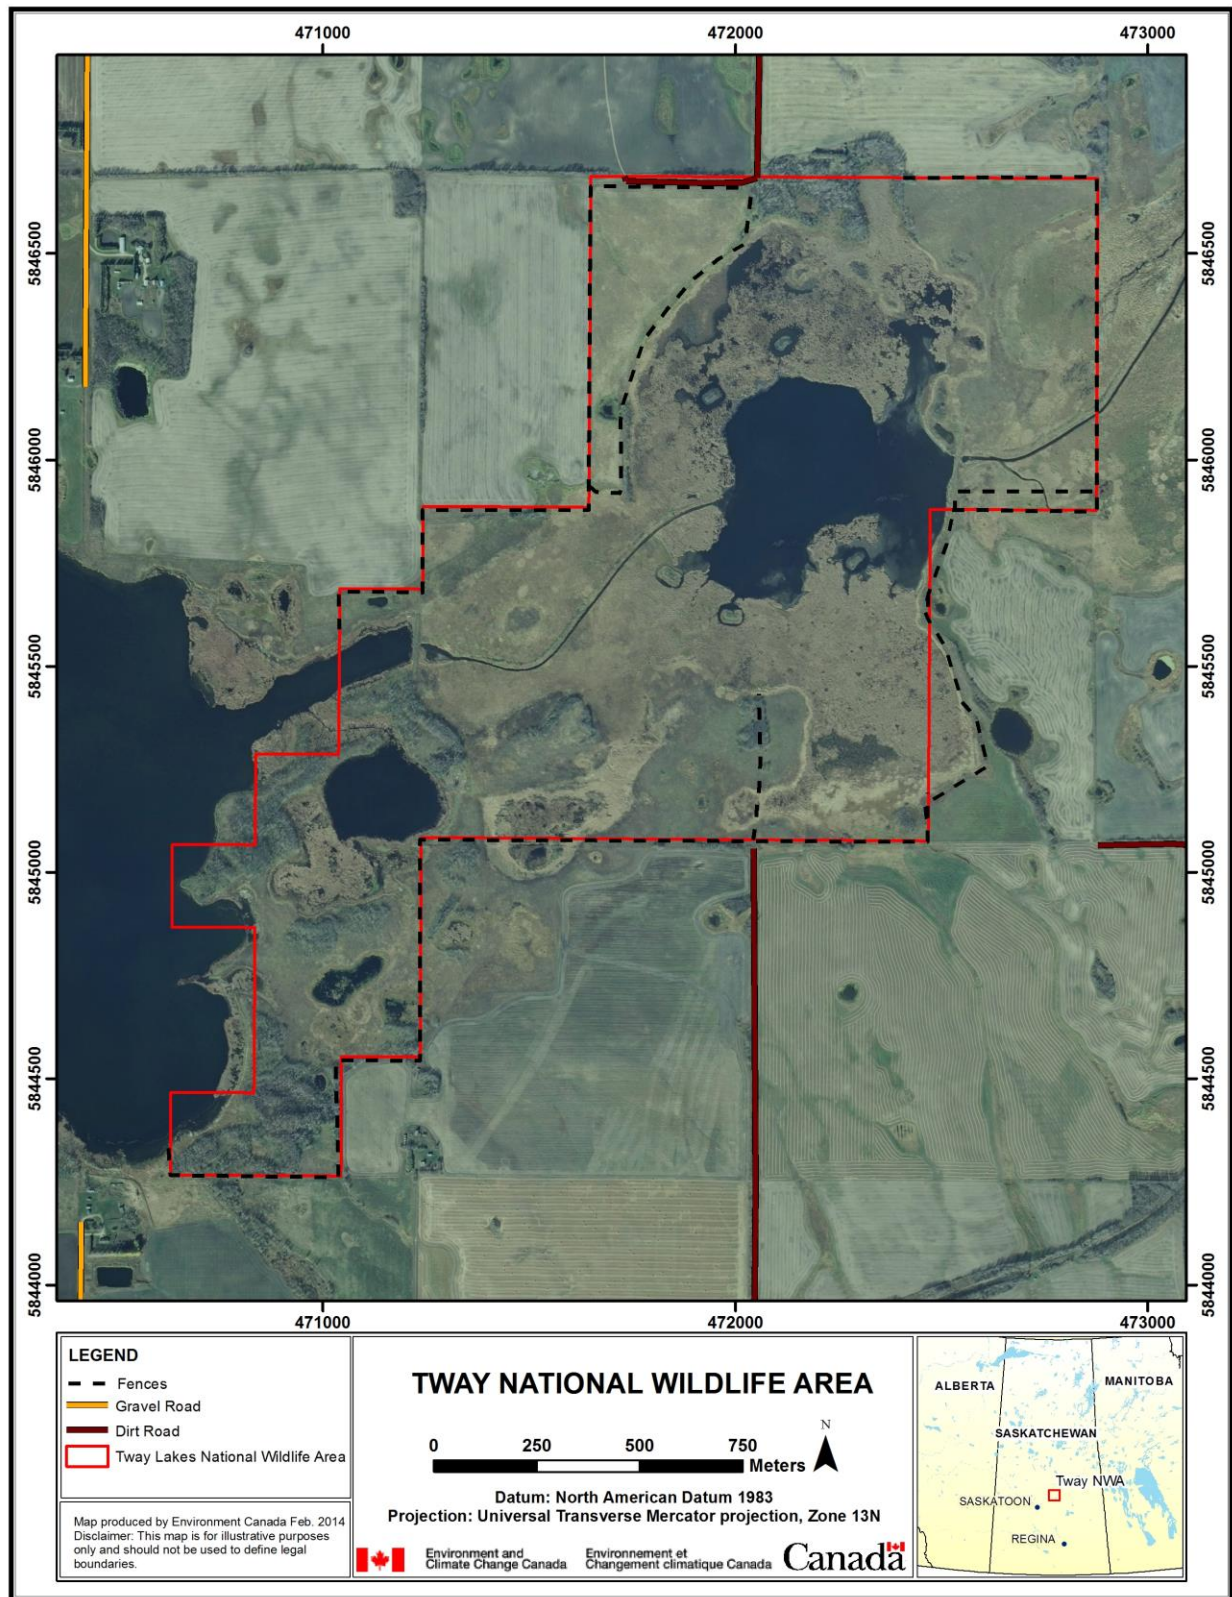 471000 472000 473000
5846500 5846500
5846000 5846000
5845500 5845500
5845000 5845000
5844500 5844500
5844000 5844000
471000 472000 473000
LEGEND
Fences
Gravel Road
Dirt Road
Tway Lakes National Wildlife Area
Map produced by Environment Canada Feb. 2014
Disclaimer: This map is for illustrative purposes
only and should not be used to define legal
boundaries.
TWAY NATIONAL WILDLIFE AREA
N
0 250 500 750
Meters
Datum: North American Datum 1983
Projection: Universal Transverse Mercator projection, Zone 13N
Environment and
Climate Change Canada
Environnement et
Changement climatique Canada
Canada
ALBERTA
MANITOBA
SASKATCHEWAN
Tway NWA
SASKATOON
REGINA